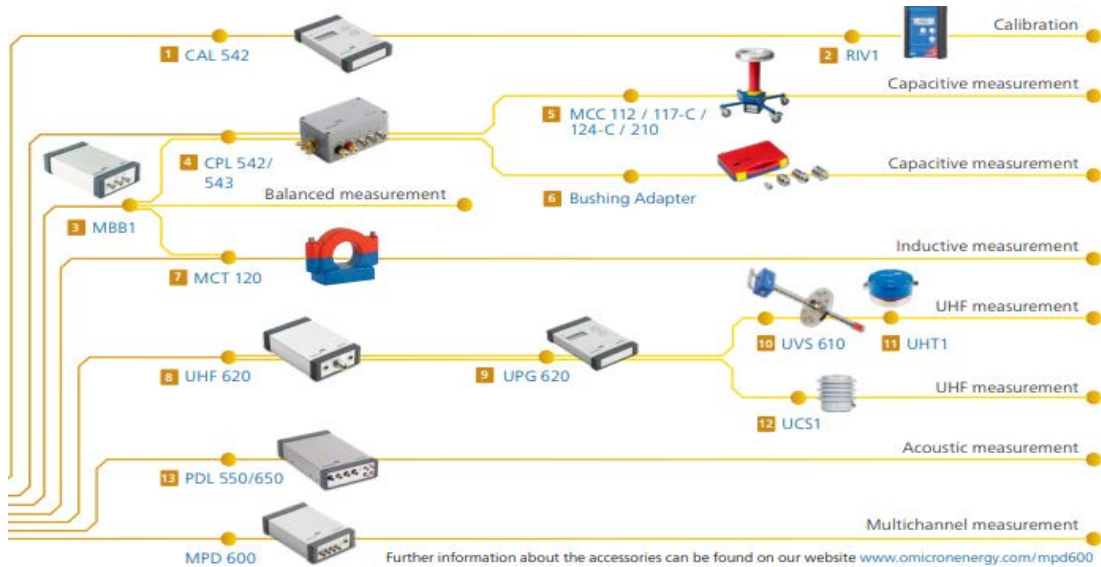 Calibration
1 CAL 542
2 RIV1
Capacitive measurement
5 MCC 112 / 117-C /
124-C / 210
4 CPL 542/
543
Capacitive measurement
6 Bushing Adapter
Balanced measurement
3 MBB1
Inductive measurement
7 MCT 120
UHF measurement
10 UVS 610
11 UHT1
8 UHF 620
9 UPG 620
UHF measurement
12 UCS1
Acoustic measurement
13 PDL 550/650
Multichannel measurement
MPD 600
Further information about the accessories can be found on our website www.omicronenergy.com/mpd600